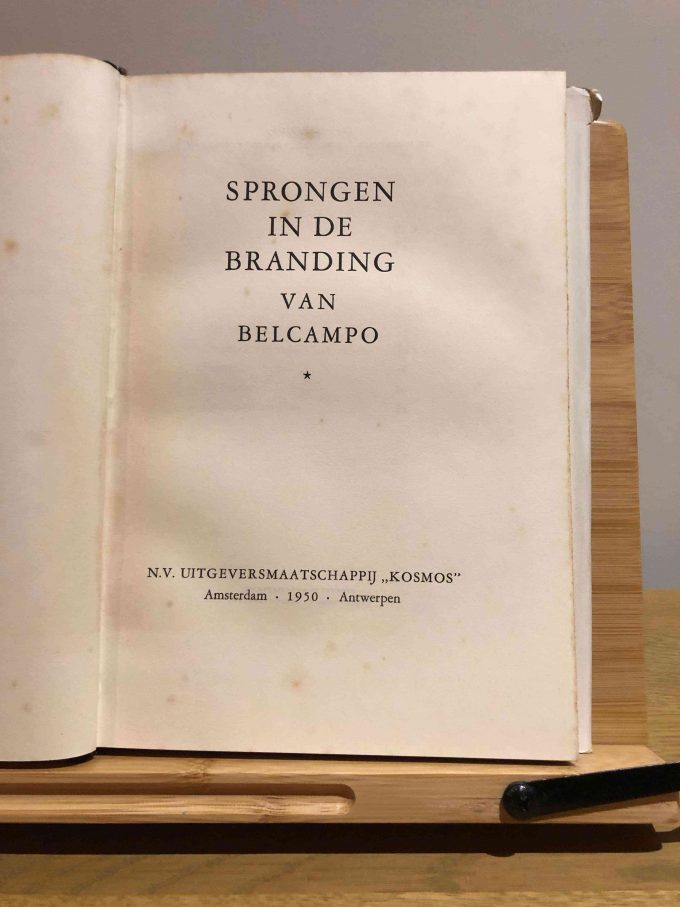 SPRONGEN
IN DE
BRANDING
VAN
BELCAMPO
*
N.V. UITGEVERSMAATSCHAPPIJ „KOSMOS”
Amsterdam · 1950 · Antwerpen